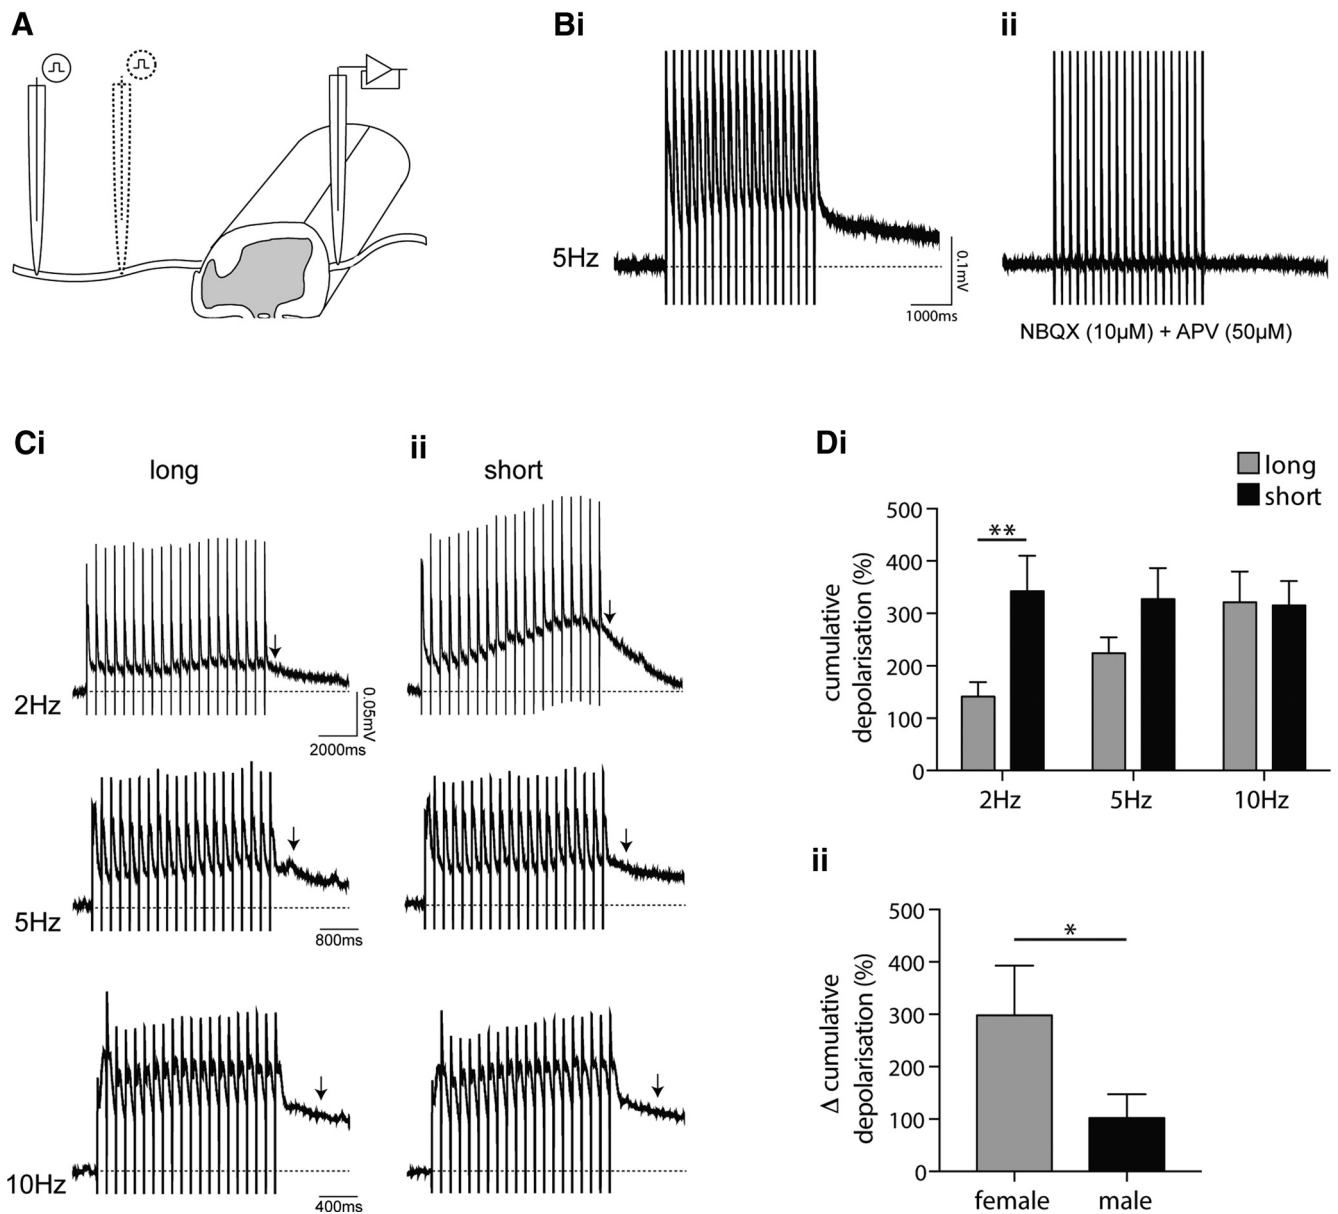 A
Bi
ii
5Hz
0.1mV
1000ms
NBQX (10µM) + APV (50µM)
Ci
ii
long
short
2Hz
0.05mV
2000ms
5Hz
800ms
10Hz
400ms
Di
long
short
cumulative
depolarisation (%)
500
400
300
200
100
0
**
2Hz
5Hz
10Hz
ii
Δ cumulative
depolarisation (%)
500
400
300
200
100
0
*
female
male